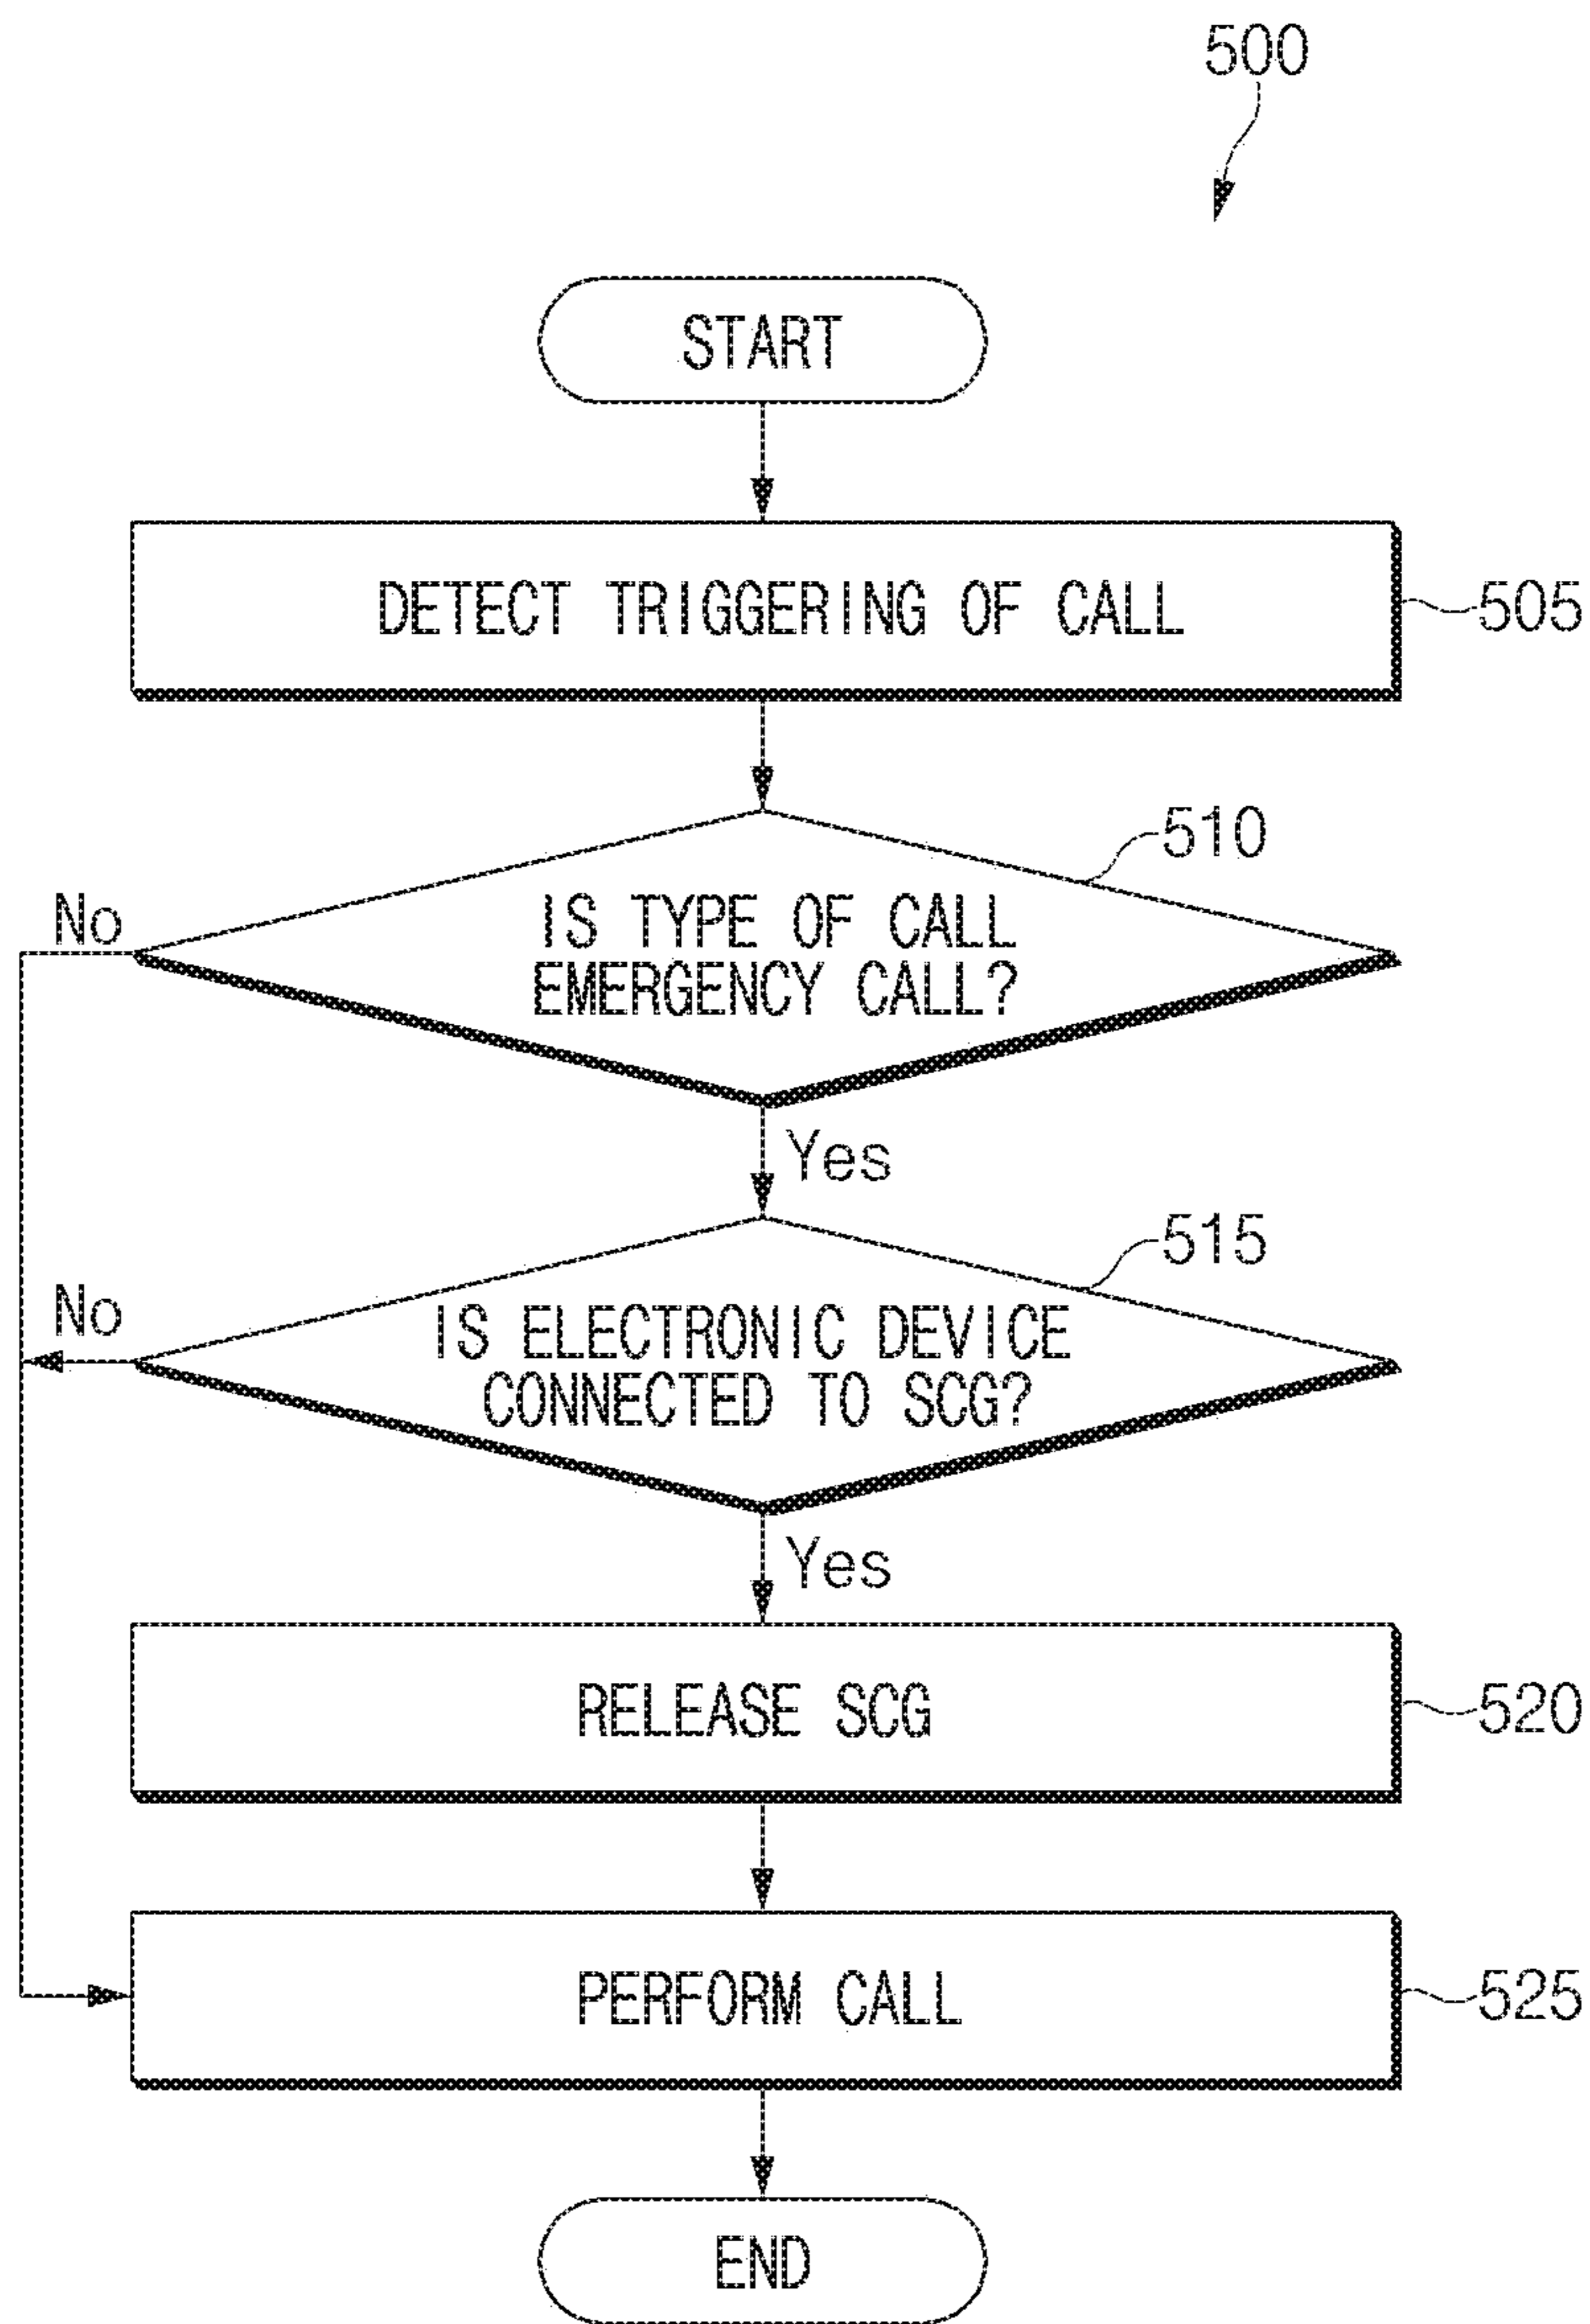 500
START
DETECT TRIGGERING OF CALL
505
510
No
IS TYPE OF CALL
EMERGENCY CALL?
Yes
515
No
IS ELECTRONIC DEVICE
CONNECTED TO SCG?
Yes
RELEASE SCG
520
PERFORM CALL
525
END